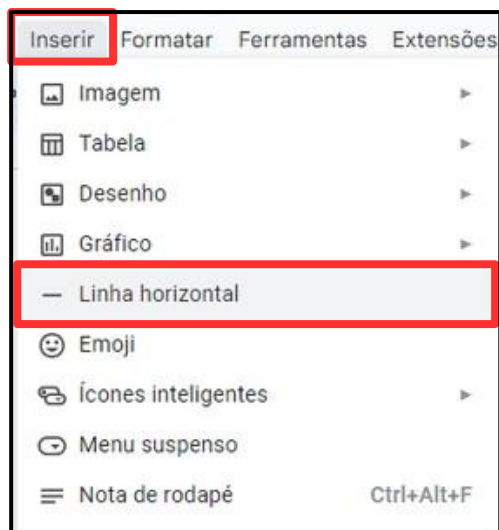 Inserir Formatar Ferramentas Extensões
Imagem
Tabela
Desenho
Gráfico
Linha horizontal
Emoji
Ícones inteligentes
Menu suspenso
Nota de rodapé Ctrl+Alt+F